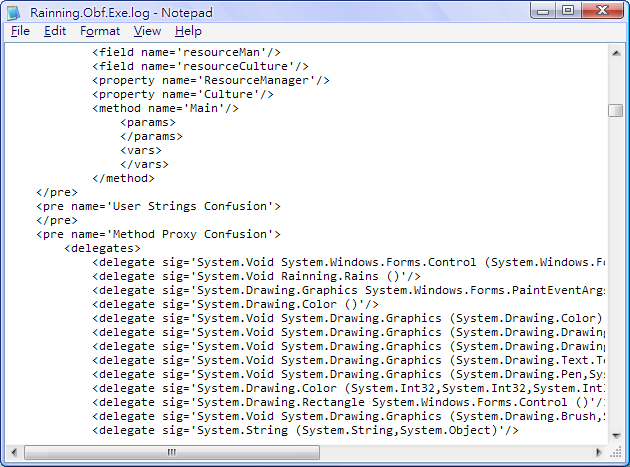 Rainning.Obf.Exe.log - Notepad
File Edit Format View Help
<field name='resourceMan'/>
<field name='resourceCulture'/>
<property name='ResourceManager'/>
<property name='Culture'/>
<method name='Main'/>
<params>
</params>
<vars>
</vars>
</method>
</pre>
<pre name='User Strings Confusion'>
</pre>
<pre name='Method Proxy Confusion'>
<delegates>
<delegate sig='System.Void System.Windows.Forms.Control (System.Windows.Fo
<delegate sig='System.Void Rainning.Rains ()'/>
<delegate sig='System.Drawing.Graphics System.Windows.Forms.PaintEventArgs
<delegate sig='System.Drawing.Color ()'/>
<delegate sig='System.Void System.Drawing.Graphics (System.Drawing.Color)
<delegate sig='System.Void System.Drawing.Graphics (System.Drawing.Drawing
<delegate sig='System.Void System.Drawing.Graphics (System.Drawing.Drawing
<delegate sig='System.Void System.Drawing.Graphics (System.Drawing.Text.Te
<delegate sig='System.Void System.Drawing.Graphics (System.Drawing.Pen,Sys
<delegate sig='System.Drawing.Color (System.Int32,System.Int32,System.Int
<delegate sig='System.Drawing.Rectangle System.Windows.Forms.Control ()'/
<delegate sig='System.Void System.Drawing.Graphics (System.Drawing.Brush,S
<delegate sig='System.String (System.String,System.Object)'/>